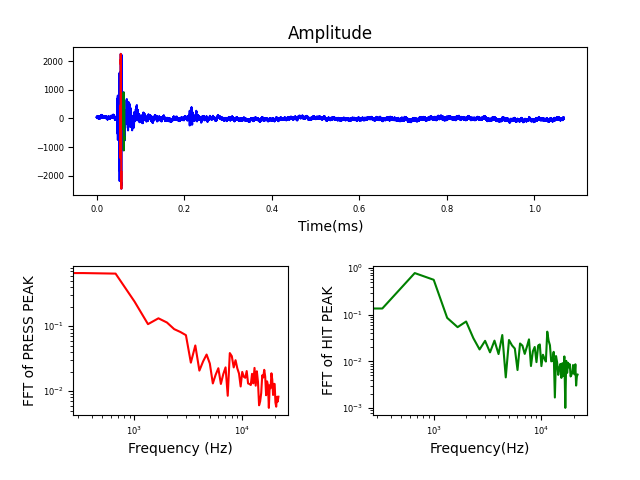 Amplitude
2000
1000
0
−1000
−2000
0.0 0.2 0.4 0.6 0.8 1.0
Time(ms)
FFT of PRESS PEAK
10⁻¹
10⁻²
10³ 10⁴
Frequency (Hz)
FFT of HIT PEAK
10⁰
10⁻¹
10⁻²
10⁻³
10³ 10⁴
Frequency(Hz)